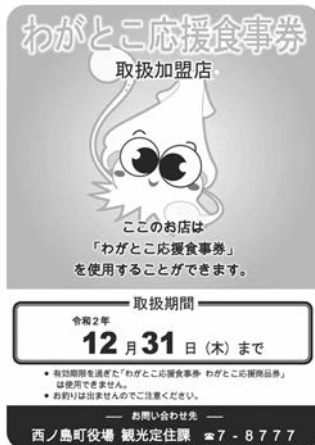 わがとこ応援食事券
取扱加盟店
ここのお店は
「わがとこ応援食事券」
を使用することができます。
取扱期間
令和2年
12月31日(木)まで
• 有効期限を過ぎた「わがとこ応援食事券 わがとこ応援商品券」
は使用できません。
• お釣りは出ませんのでご注意ください。
お問い合わせ先
西ノ島町役場 観光定住課 ☎7-8777